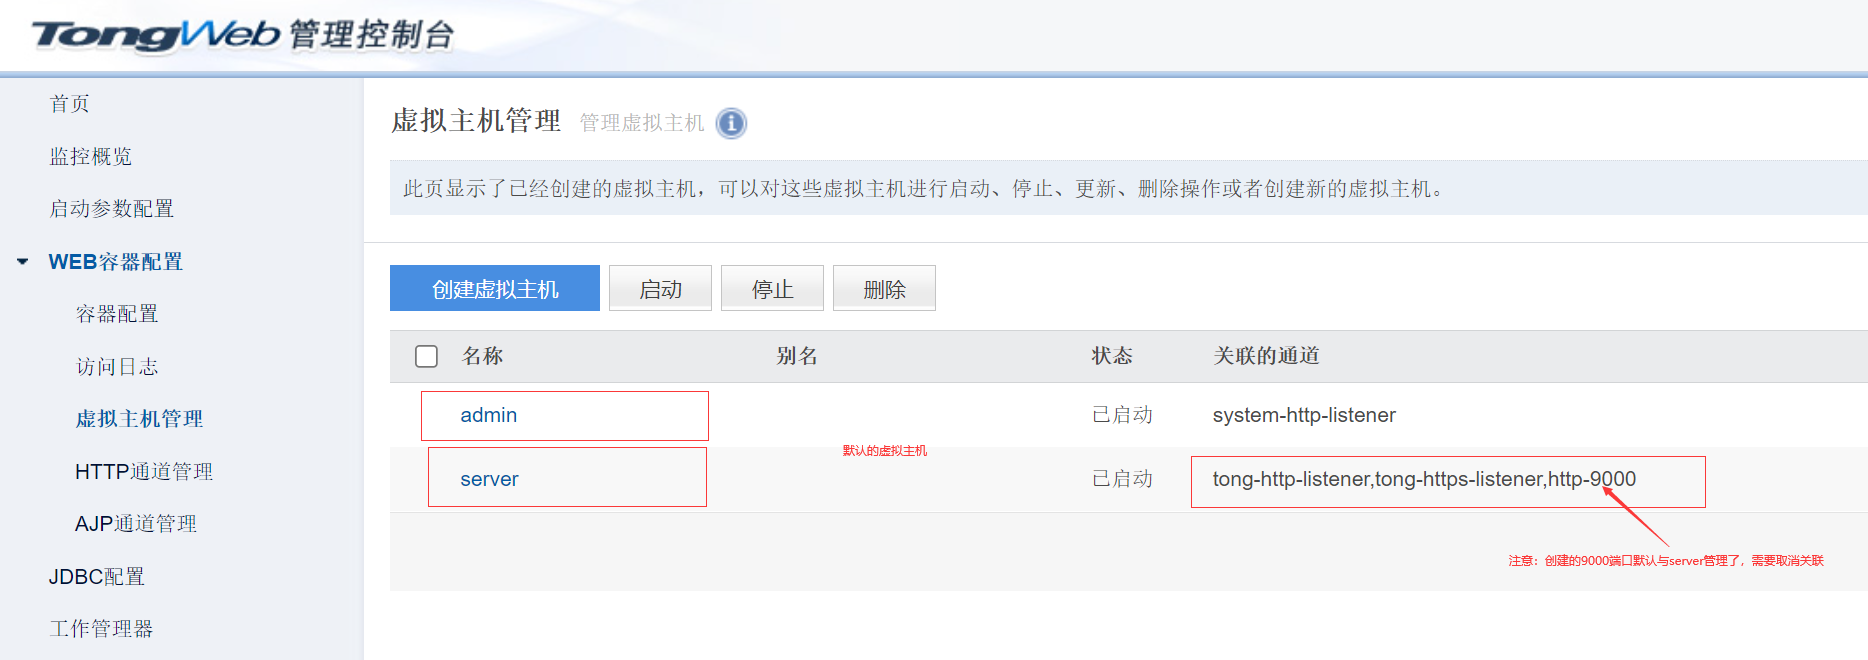 TongWeb 管理控制台
首页
监控概览
启动参数配置
WEB容器配置
容器配置
访问日志
虚拟主机管理
HTTP通道管理
AJP通道管理
JDBC配置
工作管理器
虚拟主机管理 管理虚拟主机
此页显示了已经创建的虚拟主机，可以对这些虚拟主机进行启动、停止、更新、删除操作或者创建新的虚拟主机。
创建虚拟主机 启动 停止 删除
名称 别名 状态 关联的通道
admin 已启动 system-http-listener
默认的虚拟主机
server 已启动 tong-http-listener,tong-https-listener,http-9000
注意：创建的9000端口默认与server管理了，需要取消关联